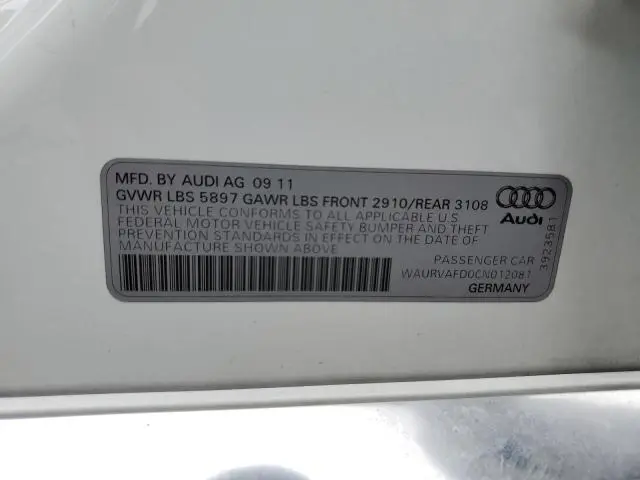 MFD. BY AUDI AG 09 11
GVWR LBS 5897 GAWR LBS FRONT 2910/REAR 3108
THIS VEHICLE CONFORMS TO ALL APPLICABLE U.S.
FEDERAL MOTOR VEHICLE SAFETY BUMPER AND THEFT
PREVENTION STANDARDS IN EFFECT ON THE DATE OF
MANUFACTURE SHOWN ABOVE
Audi
3923581
PASSENGER CAR
WAURVAFD0CN012081
GERMANY